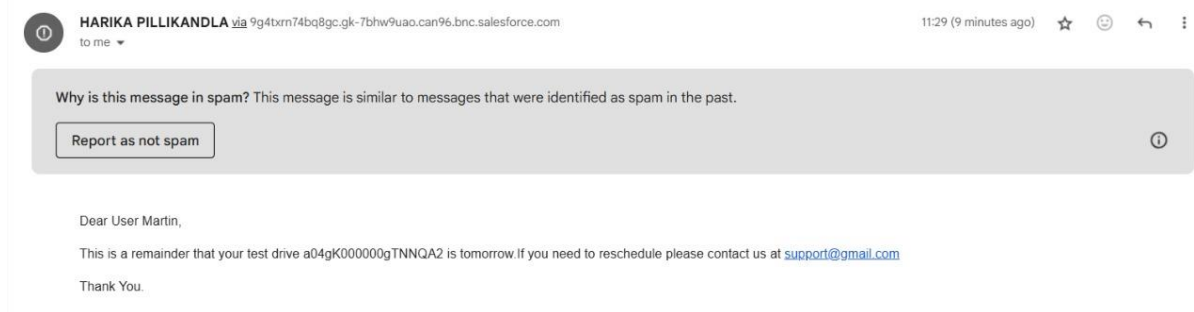 HARIKA PILLIKANDLA via 9g4txrn74bq8gc.gk-7bhw9uao.can96.bnc.salesforce.com 11:29 (9 minutes ago)
to me
Why is this message in spam? This message is similar to messages that were identified as spam in the past.
Report as not spam
Dear User Martin,
This is a remainder that your test drive a04gK000000gTNNQA2 is tomorrow.If you need to reschedule please contact us at support@gmail.com
Thank You.